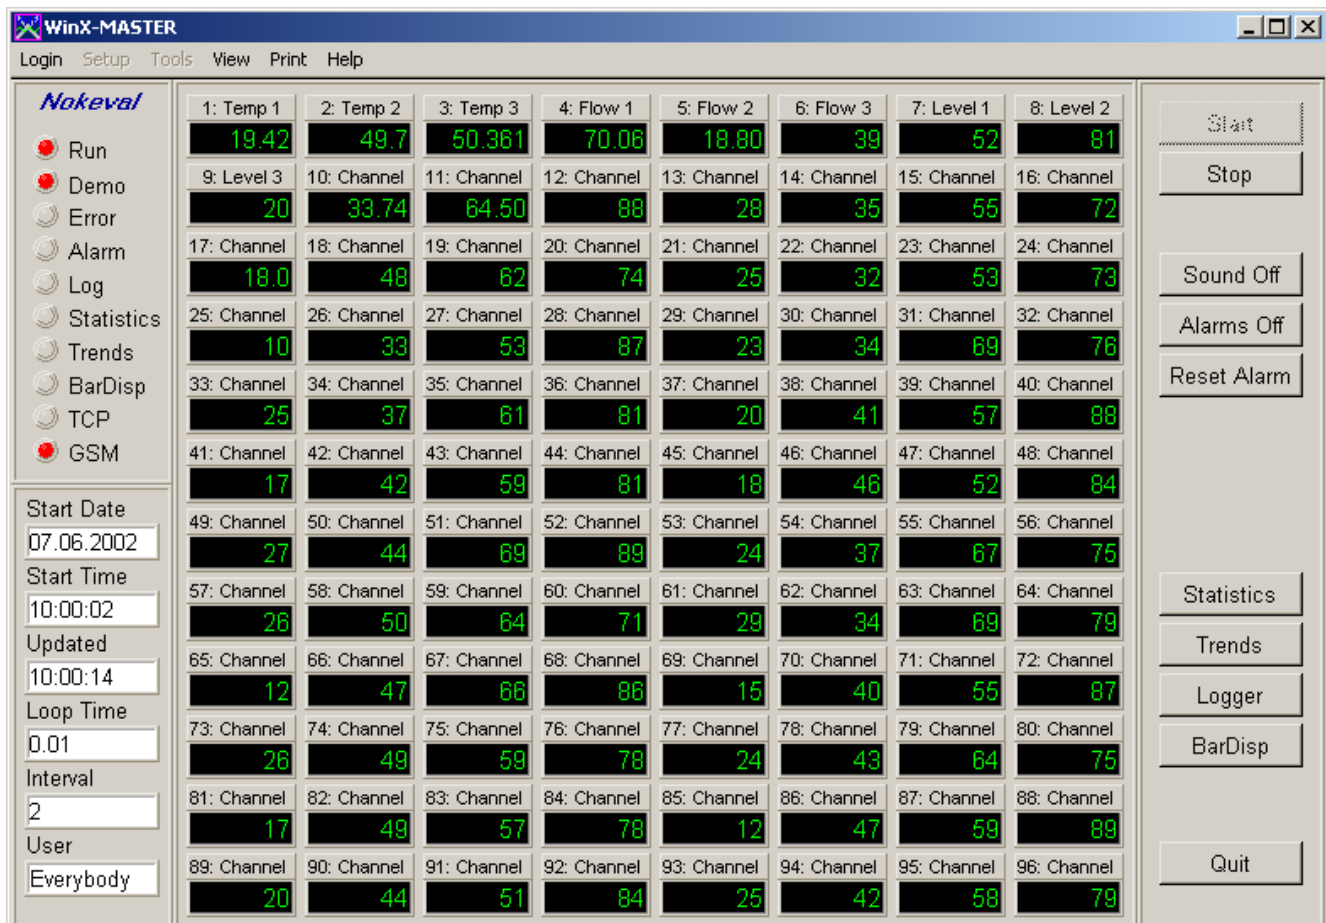 WinX-MASTER
Login Setup Tools View Print Help
Nokeval
Run
Demo
Error
Alarm
Log
Statistics
Trends
BarDisp
TCP
GSM
Start Date
07.06.2002
Start Time
10:00:02
Updated
10:00:14
Loop Time
0.01
Interval
2
User
Everybody
1: Temp 1 2: Temp 2 3: Temp 3 4: Flow 1 5: Flow 2 6: Flow 3 7: Level 1 8: Level 2
19.42 49.7 50.361 70.06 18.80 39 52 81
9: Level 3 10: Channel 11: Channel 12: Channel 13: Channel 14: Channel 15: Channel 16: Channel
20 33.74 64.50 88 28 35 55 72
17: Channel 18: Channel 19: Channel 20: Channel 21: Channel 22: Channel 23: Channel 24: Channel
18.0 48 62 74 25 32 53 73
25: Channel 26: Channel 27: Channel 28: Channel 29: Channel 30: Channel 31: Channel 32: Channel
10 33 53 87 23 34 69 76
33: Channel 34: Channel 35: Channel 36: Channel 37: Channel 38: Channel 39: Channel 40: Channel
25 37 61 81 20 41 57 88
41: Channel 42: Channel 43: Channel 44: Channel 45: Channel 46: Channel 47: Channel 48: Channel
17 42 59 81 18 46 52 84
49: Channel 50: Channel 51: Channel 52: Channel 53: Channel 54: Channel 55: Channel 56: Channel
27 44 69 89 24 37 67 75
57: Channel 58: Channel 59: Channel 60: Channel 61: Channel 62: Channel 63: Channel 64: Channel
26 50 64 71 29 34 69 79
65: Channel 66: Channel 67: Channel 68: Channel 69: Channel 70: Channel 71: Channel 72: Channel
12 47 66 86 15 40 55 87
73: Channel 74: Channel 75: Channel 76: Channel 77: Channel 78: Channel 79: Channel 80: Channel
26 49 59 78 24 43 64 75
81: Channel 82: Channel 83: Channel 84: Channel 85: Channel 86: Channel 87: Channel 88: Channel
17 49 57 78 12 47 59 89
89: Channel 90: Channel 91: Channel 92: Channel 93: Channel 94: Channel 95: Channel 96: Channel
20 44 51 84 25 42 58 79
Start
Stop
Sound Off
Alarms Off
Reset Alarm
Statistics
Trends
Logger
BarDisp
Quit